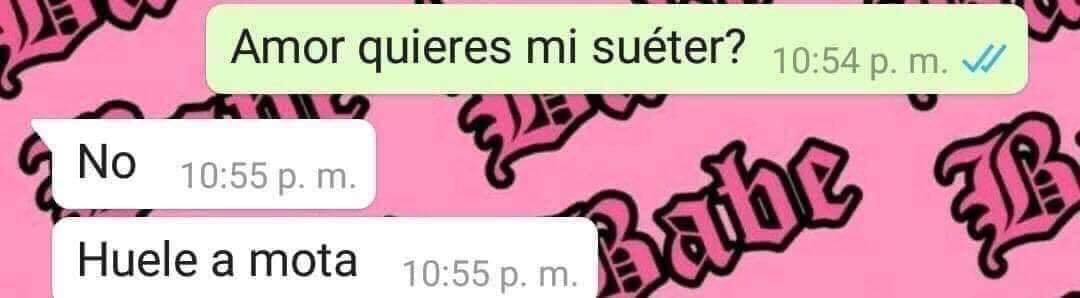 Amor quieres mi suéter? 10:54 p. m.
No 10:55 p. m.
Babe
Huele a mota 10:55 p. m.